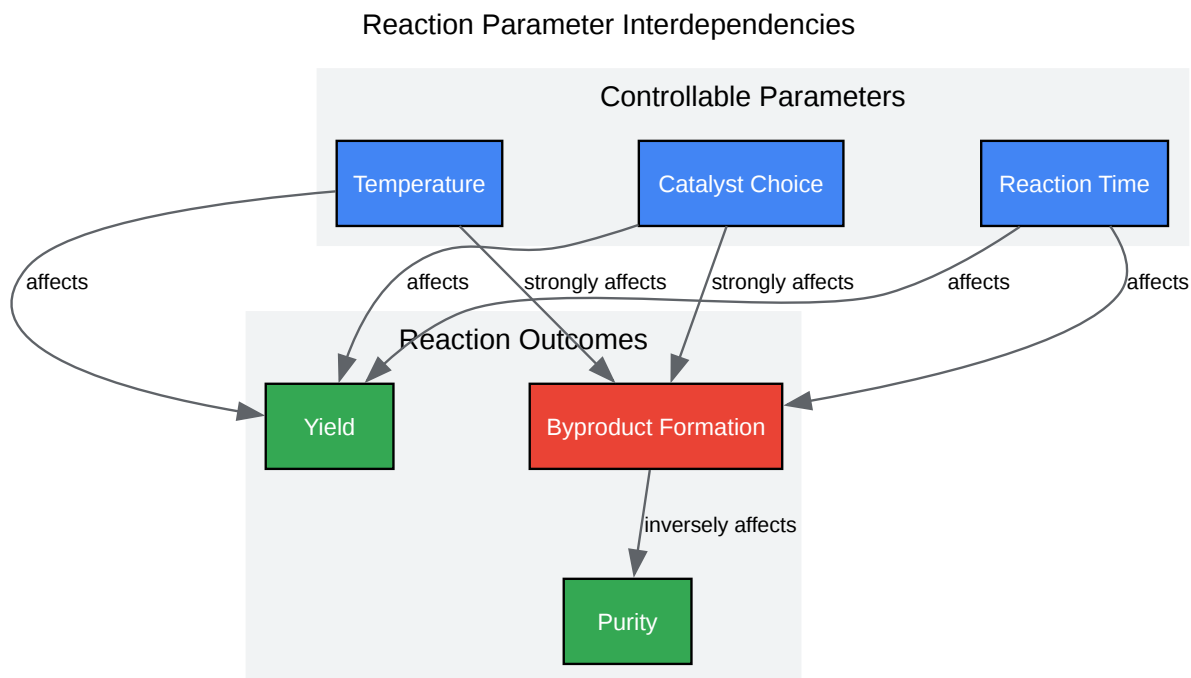 Reaction Parameter Interdependencies
Controllable Parameters
Temperature
Catalyst Choice
Reaction Time
affects
affects
strongly affects
strongly affects
affects
affects
Reaction Outcomes
Yield
Byproduct Formation
inversely affects
Purity